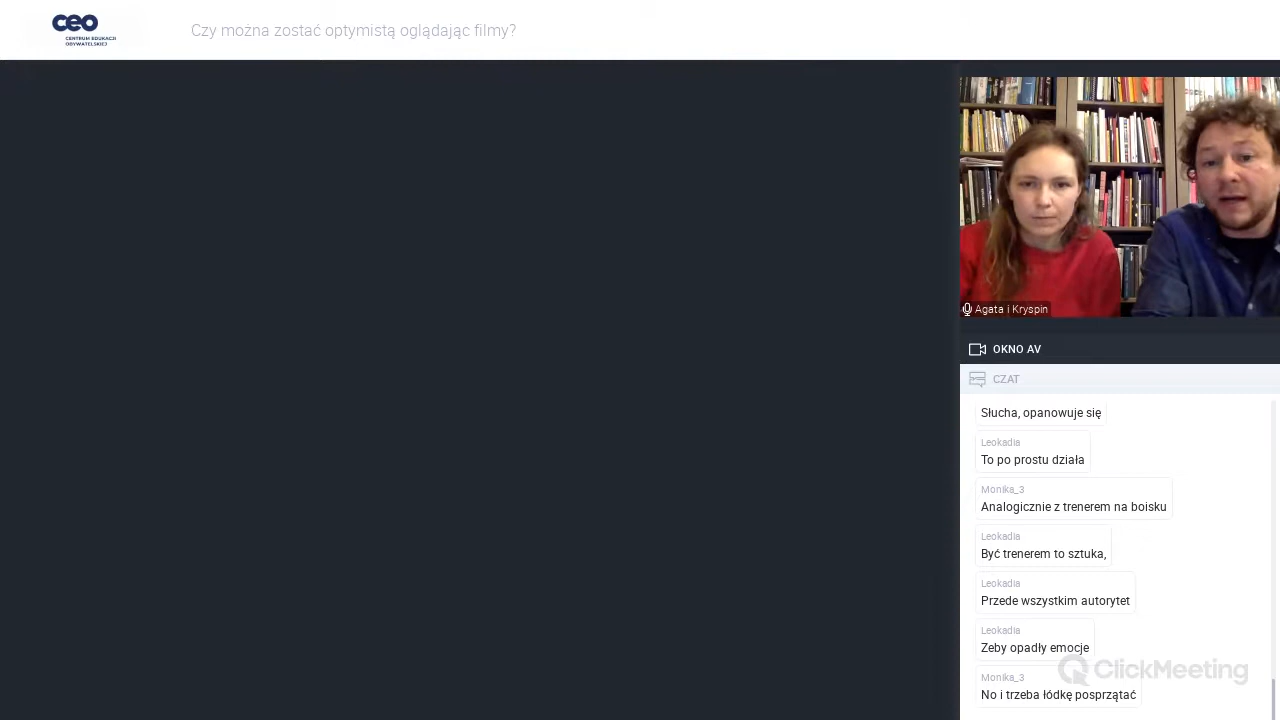 ceo
CENTRUM EDUKACJI
OBYWATELSKIEJ
Czy można zostać optymistą oglądając filmy?
Agata i Kryspin
OKNO AV
CZAT
Słucha, opanowuje się
Leokadia
To po prostu działa
Monika_3
Analogicznie z trenerem na boisku
Leokadia
Być trenerem to sztuka,
Leokadia
Przede wszystkim autorytet
Leokadia
Zeby opadły emocje
ClickMeeting
Monika_3
No i trzeba łódkę posprzątać